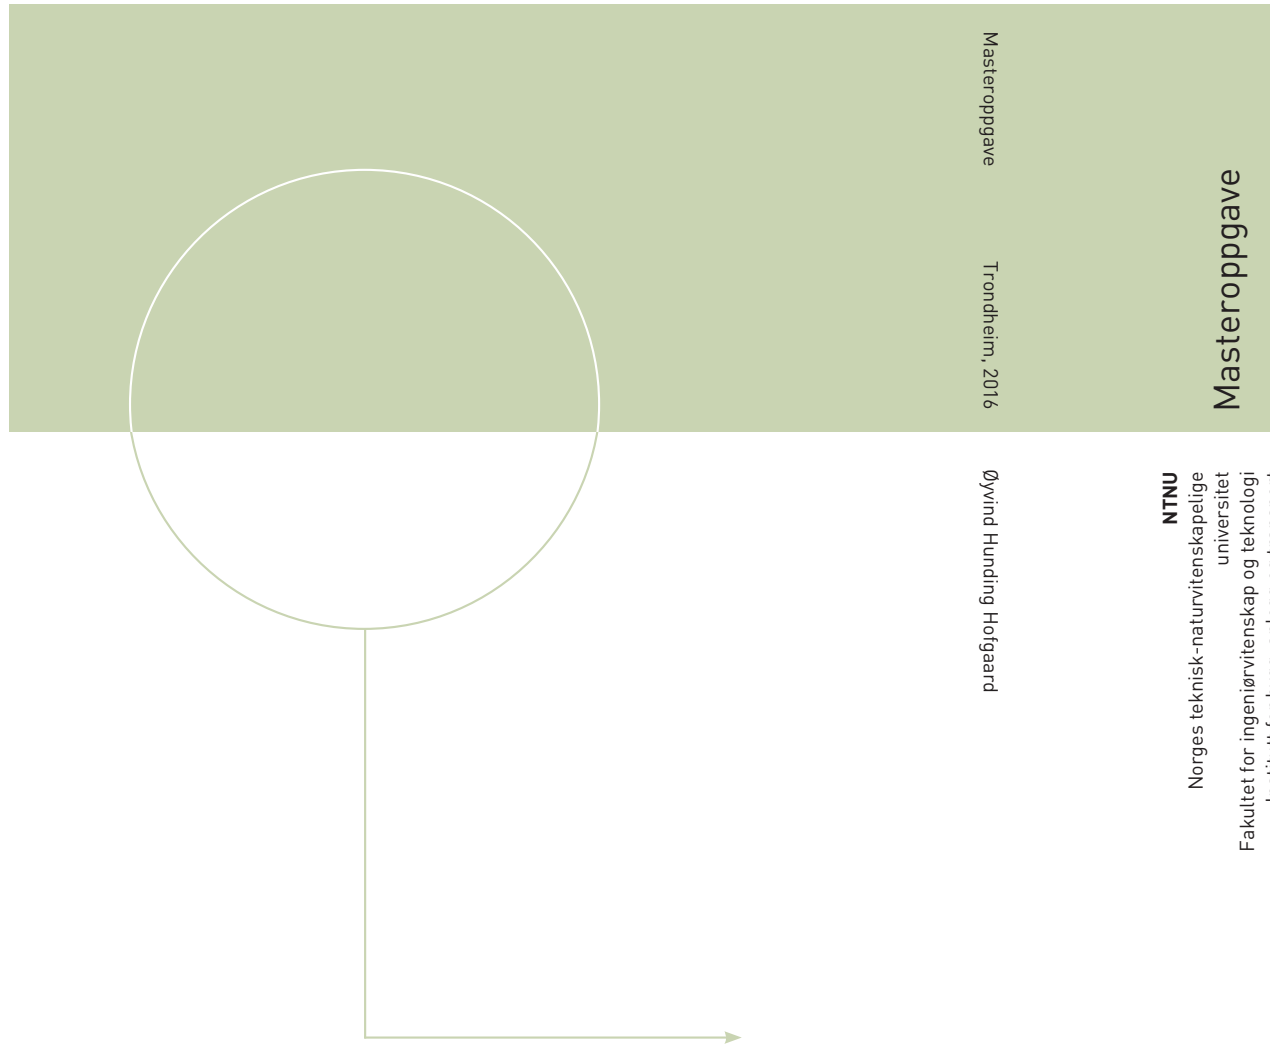 Masteroppgave
Trondheim, 2016
Øyvind Hunding Hofgaard
Masteroppgave
NTNU
Norges teknisk-naturvitenskapelige
universitet
Fakultet for ingeniørvitenskap og teknologi